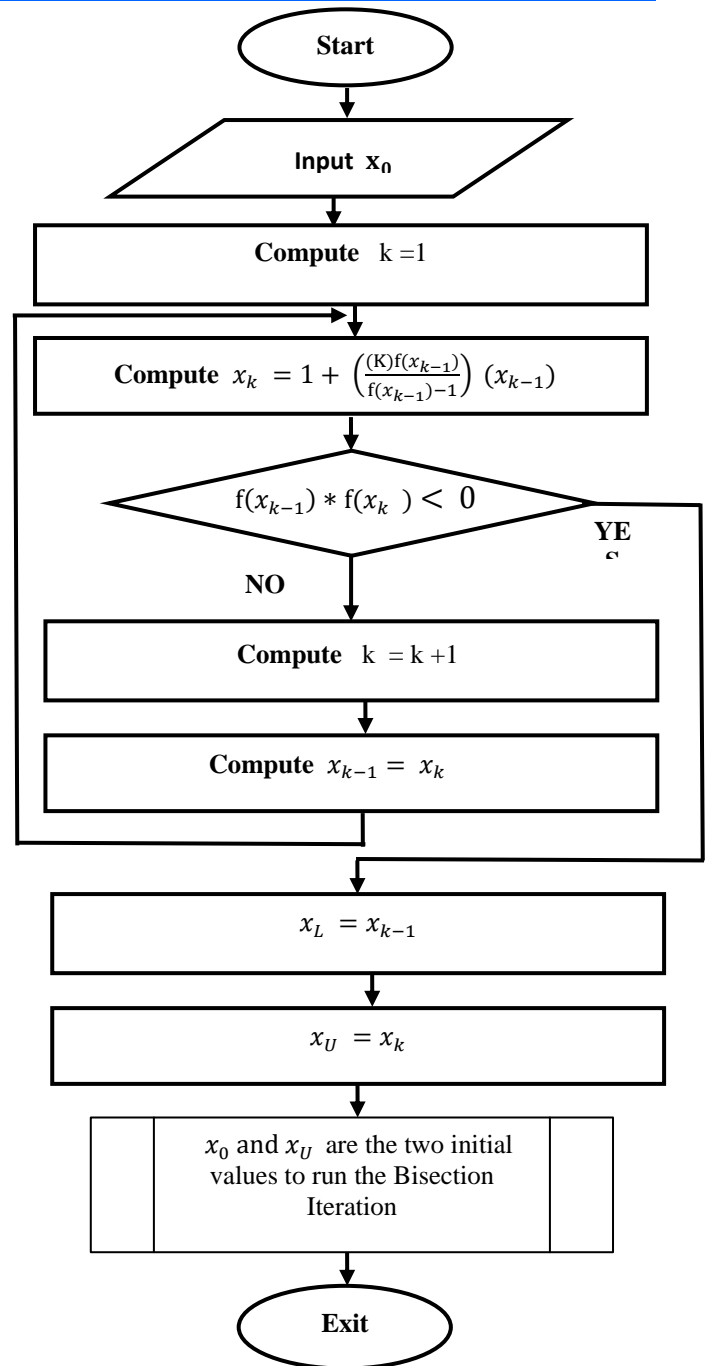 Start
Input x₀
Compute k =1
Compute x_k = 1 + ( (K)f(x_{k−1}) / f(x_{k−1})−1 ) (x_{k−1})
f(x_{k−1}) ∗ f(x_k ) < 0
YE
S
NO
Compute k = k +1
Compute x_{k−1} = x_k
x_L = x_{k−1}
x_U = x_k
x₀ and x_U are the two initial
values to run the Bisection
Iteration
Exit